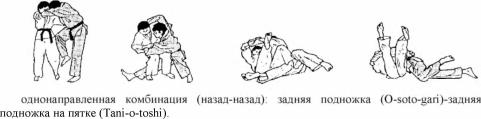 однонаправленная комбинация (назад-назад): задняя подножка (O-soto-gari)-задняя
подножка на пятке (Tani-o-toshi).